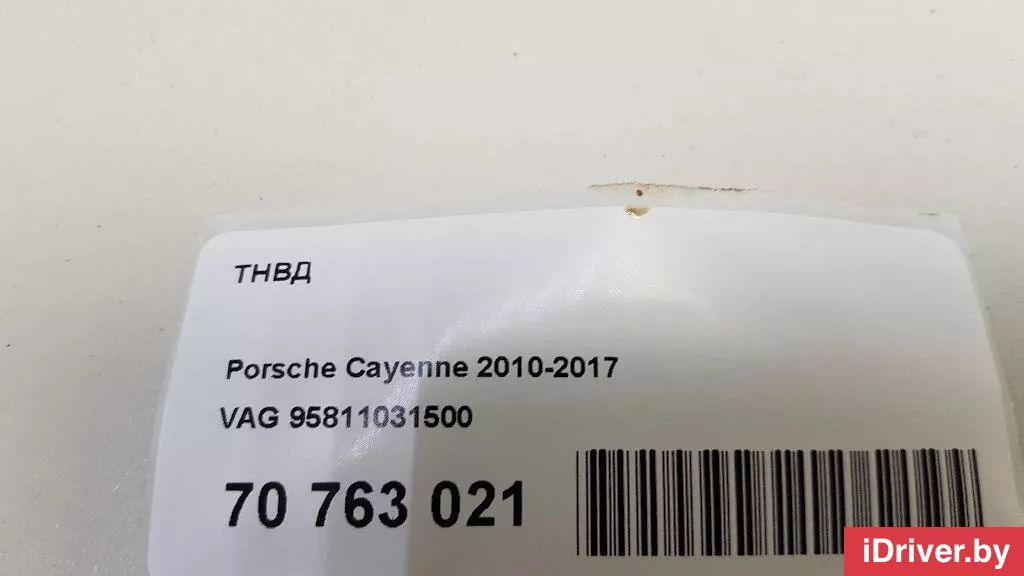 ТНВД
Porsche Cayenne 2010-2017
VAG 95811031500
70 763 021
iDriver.by